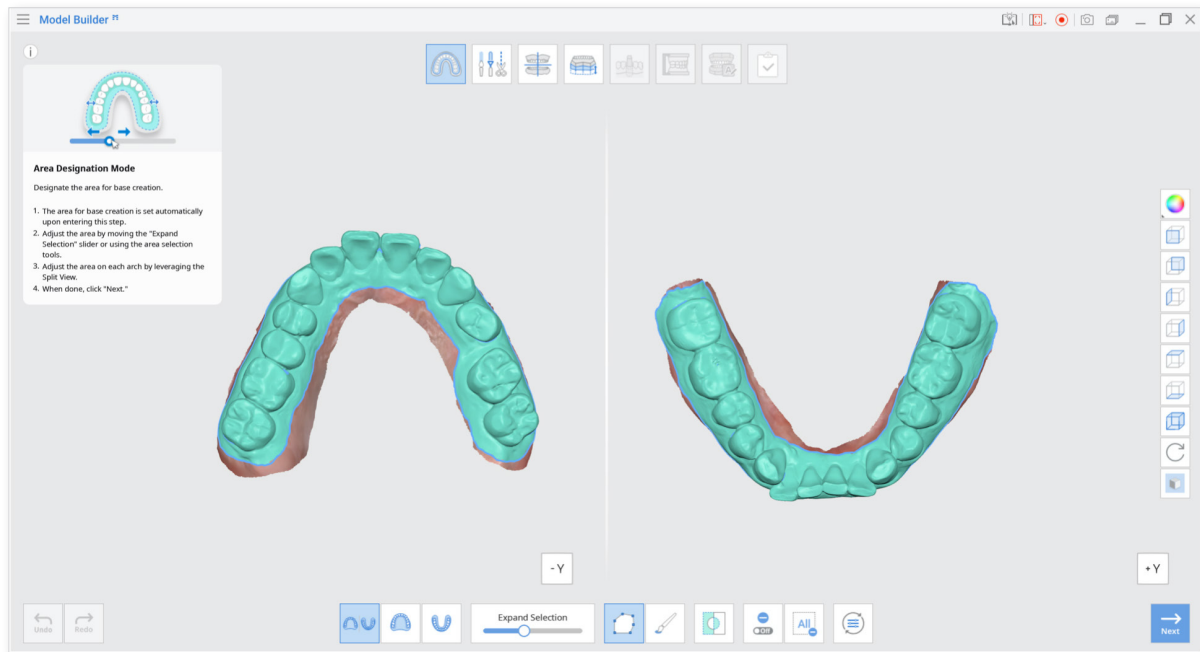 Model Builder
Area Designation Mode
Designate the area for base creation.
1. The area for base creation is set automatically
upon entering this step.
2. Adjust the area by moving the "Expand
Selection" slider or using the area selection
tools.
3. Adjust the area on each arch by leveraging the
Split View.
4. When done, click "Next."
- Y
+ Y
Undo
Redo
Expand Selection
Off
All
Next